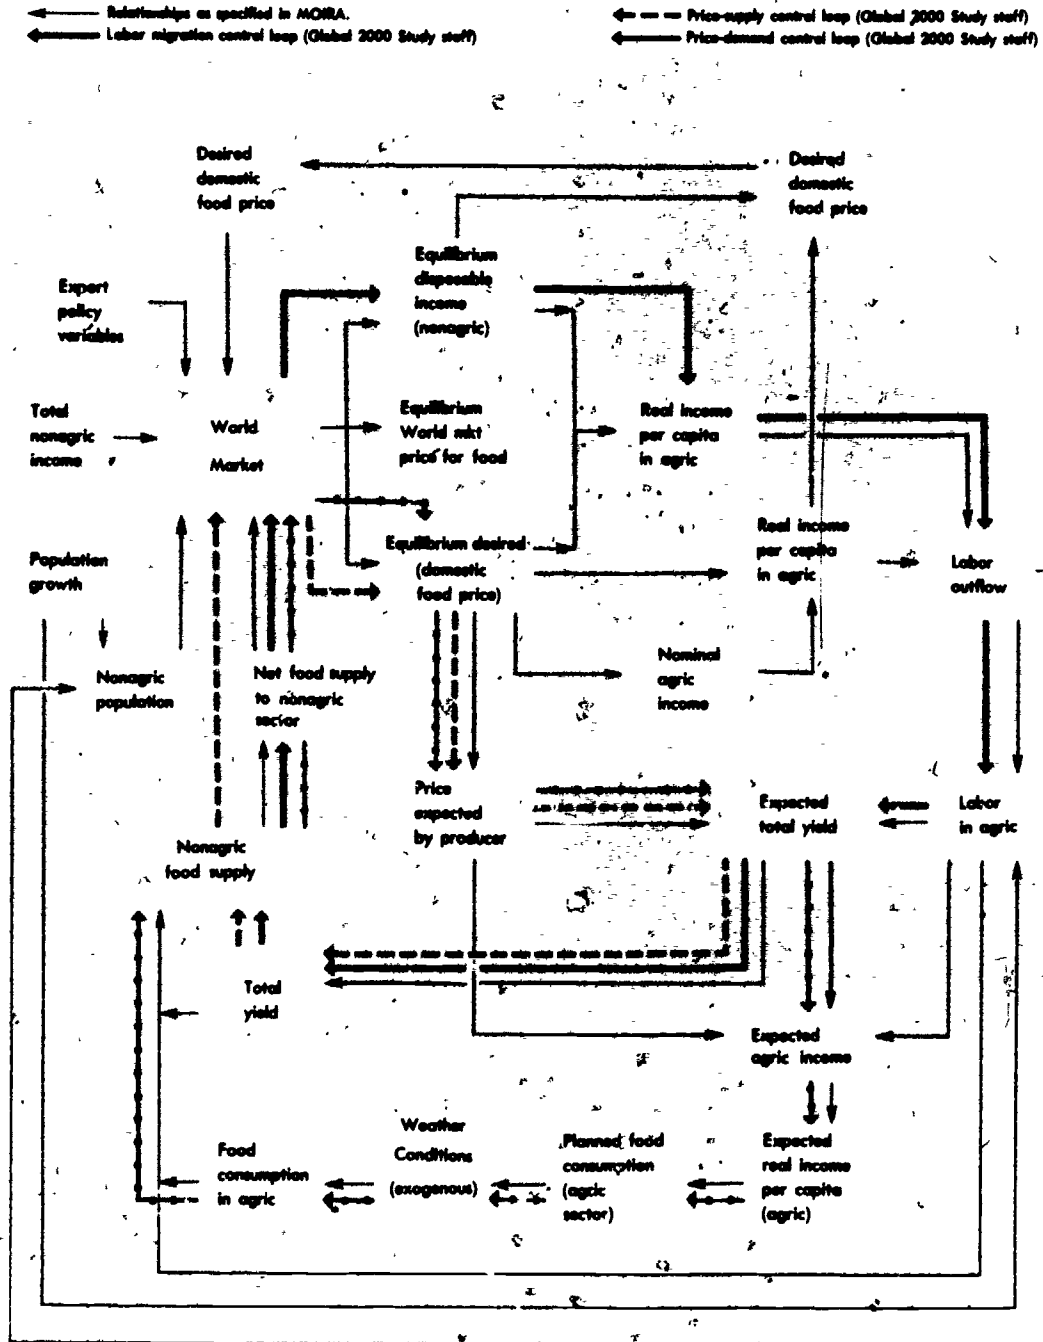 Relationships as specified in MOIRA.
Labor migration control loop (Global 2000 Study staff)
Price-supply control loop (Global 2000 Study staff)
Price-demand control loop (Global 2000 Study staff)
Desired
domestic
food price
Desired
domestic
food price
Export
policy
variables
Equilibrium
disposable
income
(nonagric)
Total
nonagric
income
World
Market
Equilibrium
World mkt
price for food
Real income
per capita
in agric
Population
growth
Equilibrium desired
(domestic
food price)
Real income
per capita
in agric
Labor
outflow
Nonagric
population
Net food supply
to nonagric
sector
Nominal
agric
income
Price
expected
by producer
Expected
total yield
Labor
in agric
Nonagric
food supply
Total
yield
Expected
agric income
Food
consumption
in agric
Weather
Conditions
(exogenous)
Planned food
consumption
(agric
sector)
Expected
real income
per capita
(agric)